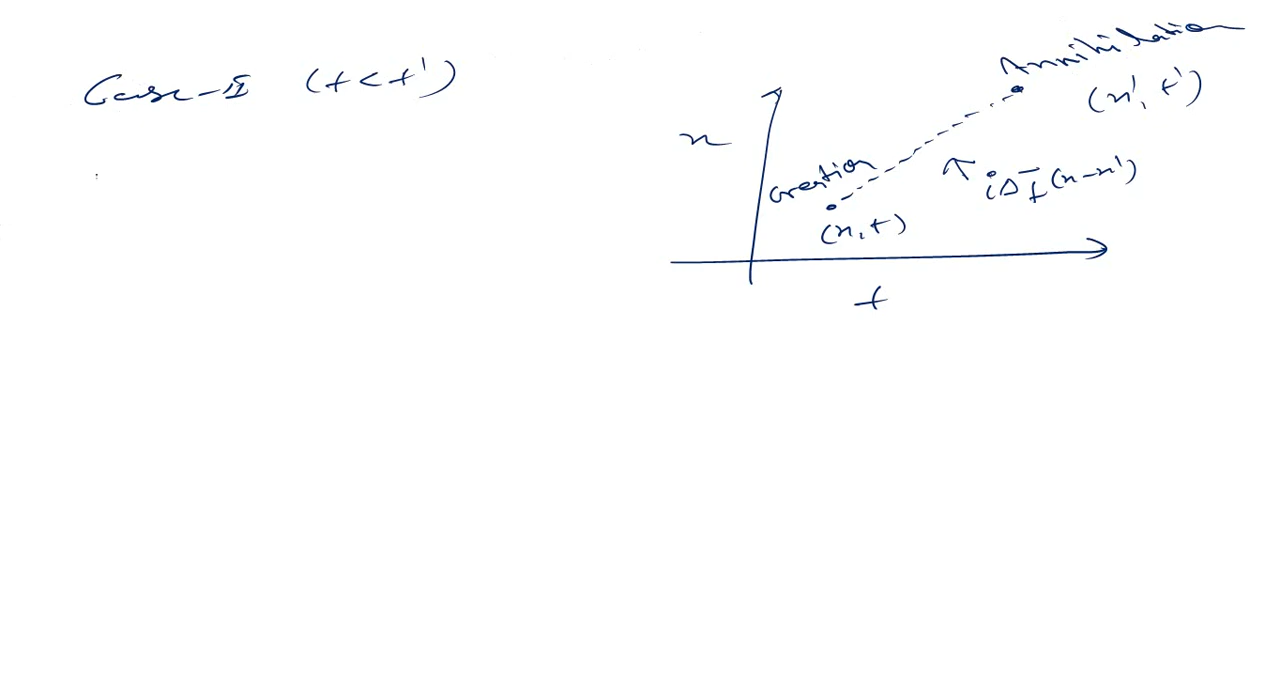 Case-II (t<t')
Annihilation
(x', t')
x
creation
iΔ_F^-(x-x')
(x, t)
t